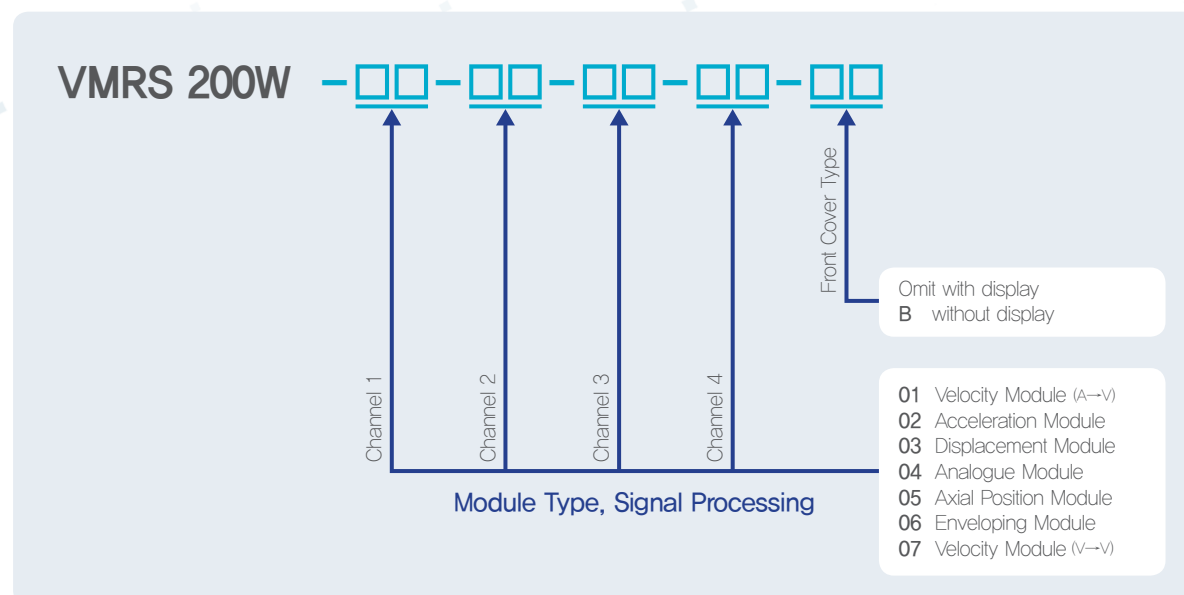 VMRS 200W - □□ - □□ - □□ - □□ - □□
Front Cover Type
Omit with display
B without display
Channel 1
Channel 2
Channel 3
Channel 4
01 Velocity Module (A→V)
02 Acceleration Module
03 Displacement Module
04 Analogue Module
05 Axial Position Module
06 Enveloping Module
07 Velocity Module (V→V)
Module Type, Signal Processing